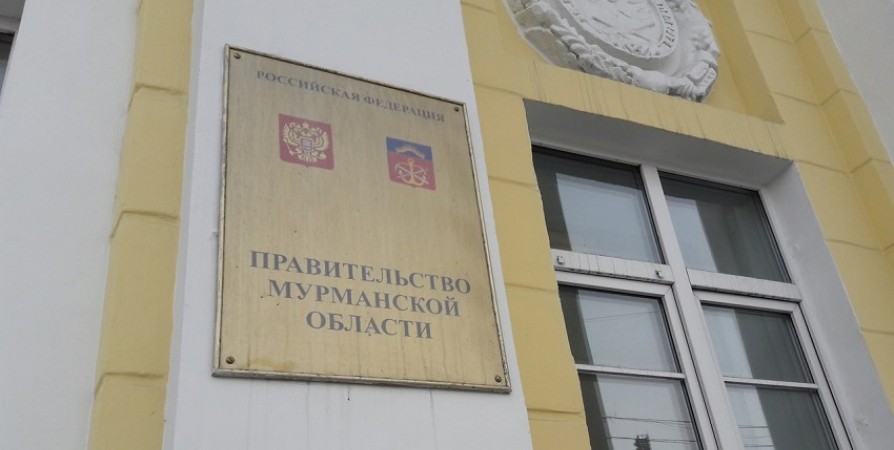 РОССИЙСКАЯ ФЕДЕРАЦИЯ
ПРАВИТЕЛЬСТВО
МУРМАНСКОЙ
ОБЛАСТИ